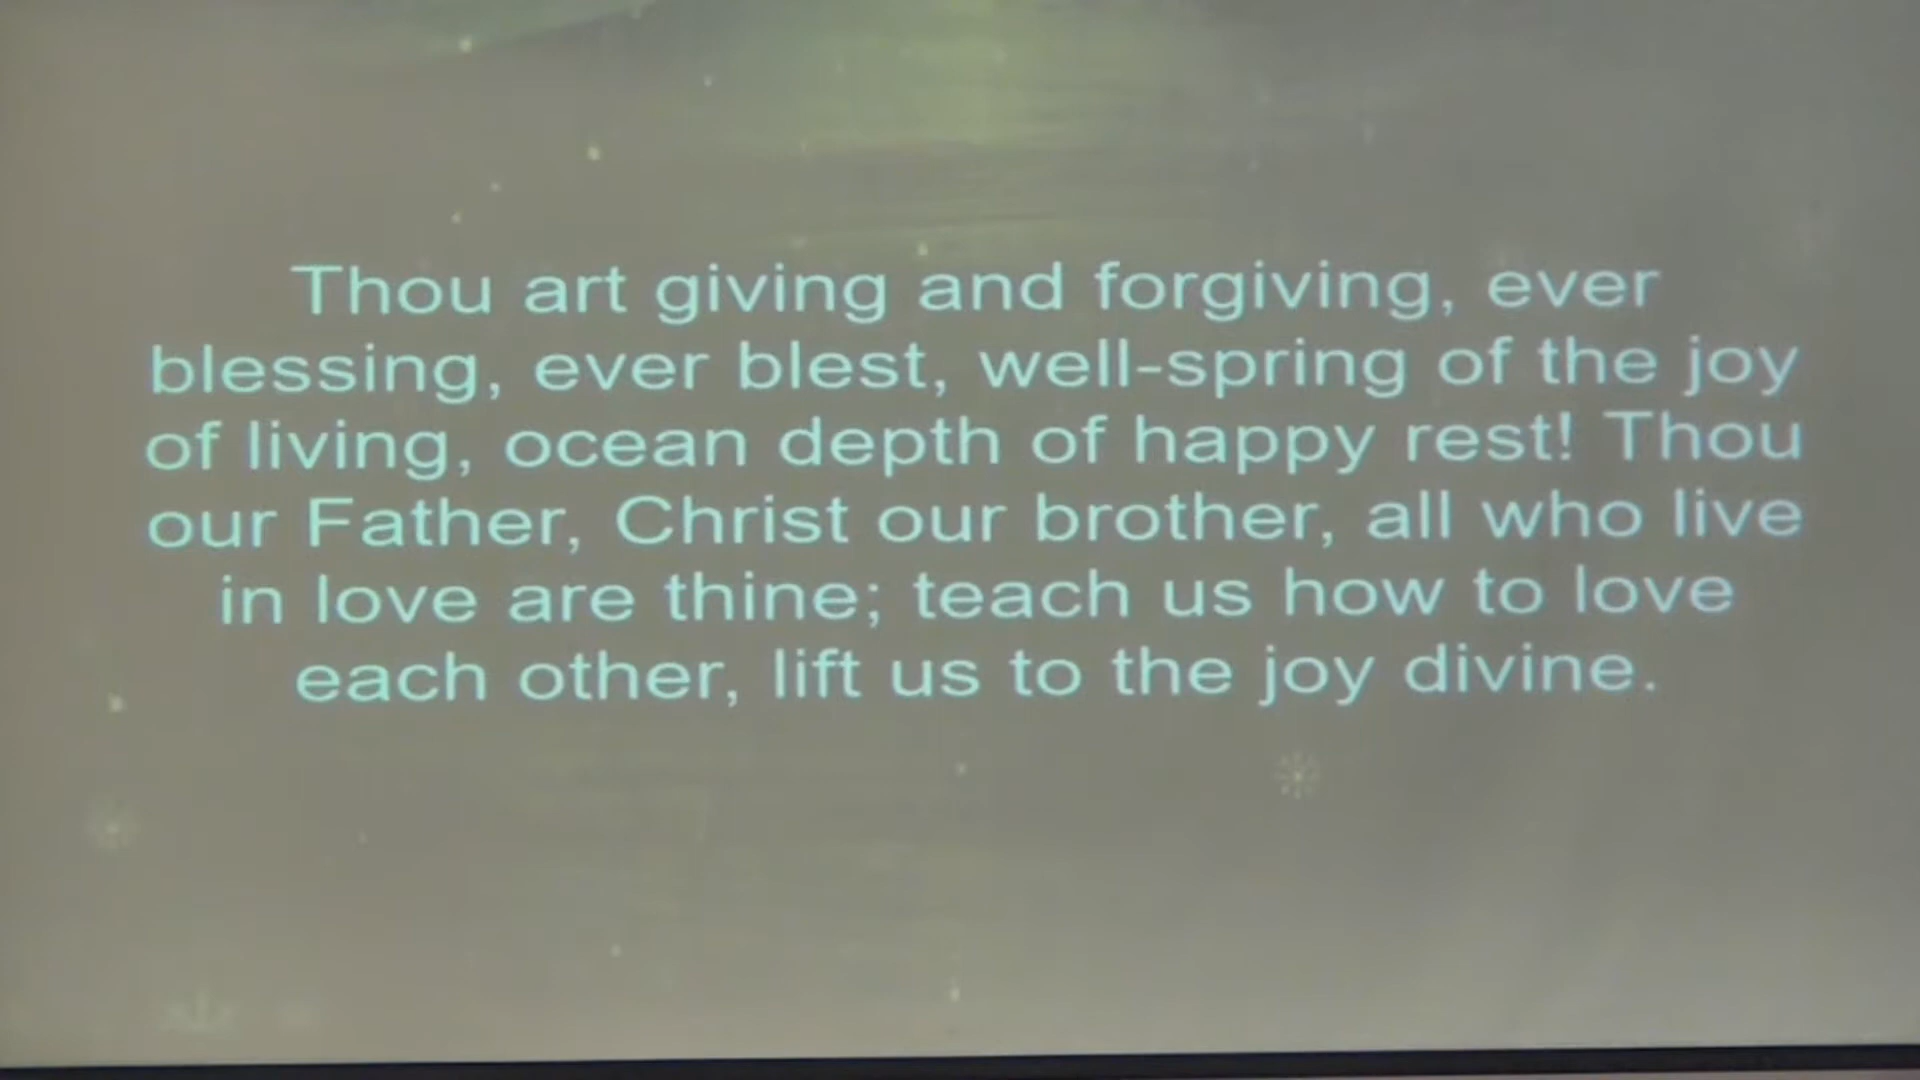 Thou art giving and forgiving, ever
blessing, ever blest, well-spring of the joy
of living, ocean depth of happy rest! Thou
our Father, Christ our brother, all who live
in love are thine; teach us how to love
each other, lift us to the joy divine.